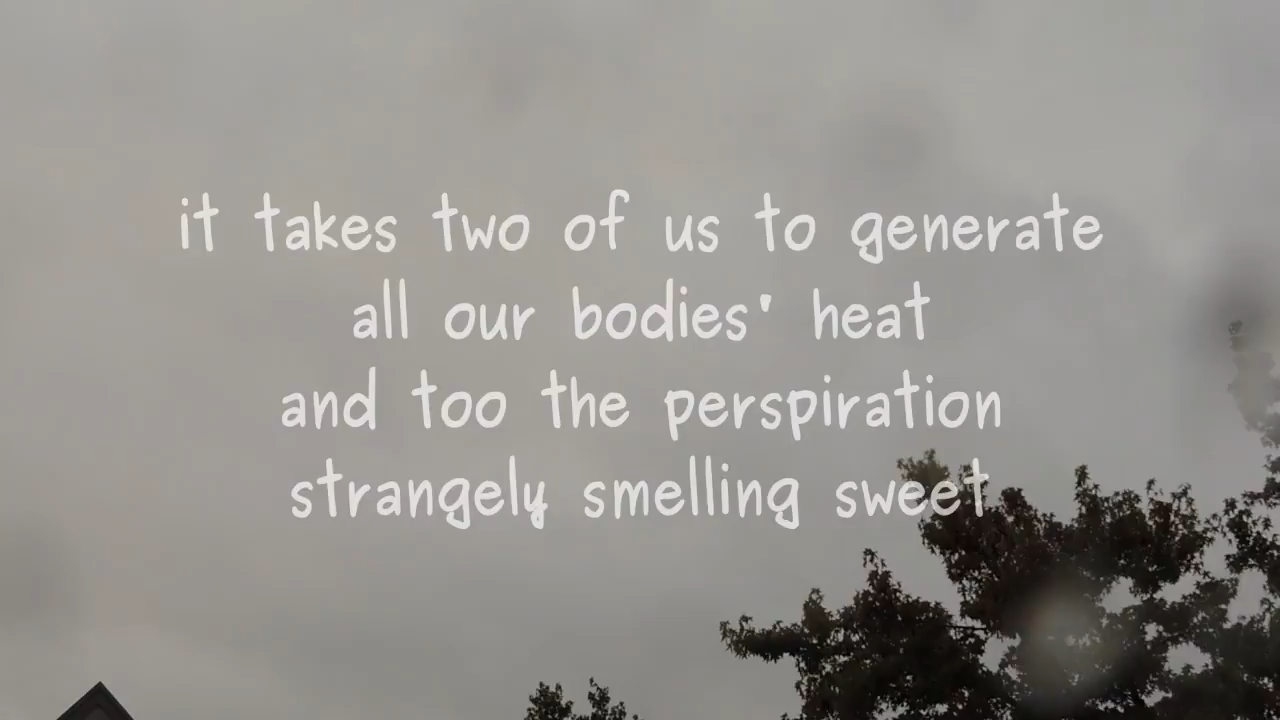 it takes two of us to generate
all our bodies' heat
and too the perspiration
strangely smelling sweet